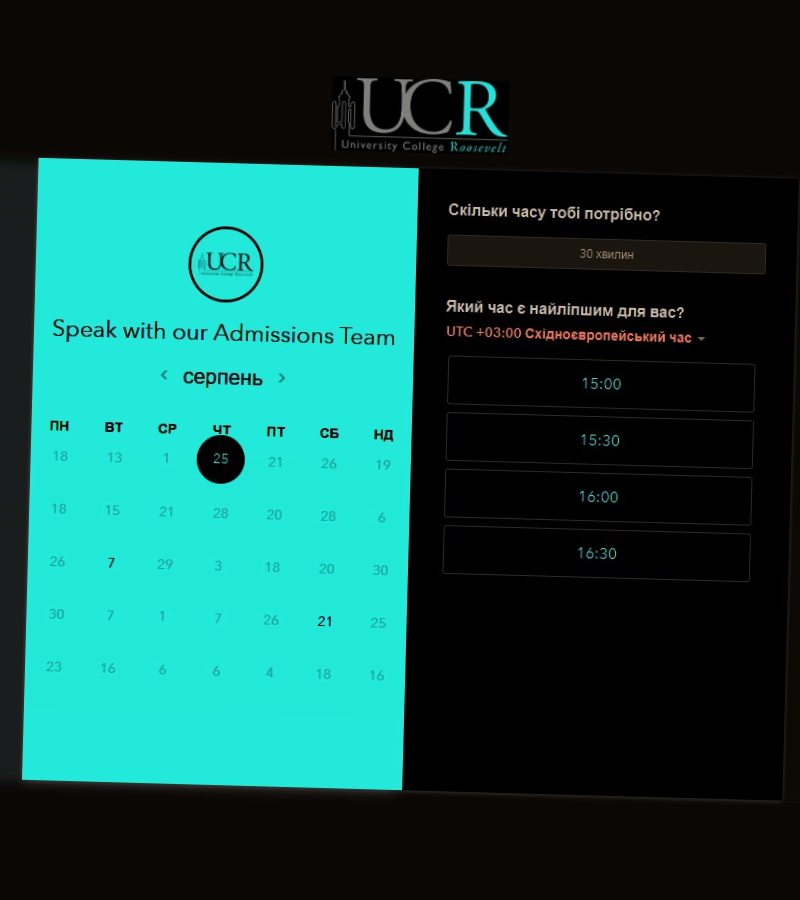 UCR
University College Roosevelt
UCR
Speak with our Admissions Team
серпень
ПН ВТ СР ЧТ ПТ СБ НД
18 13 1 25 21 26 19
18 15 21 28 20 28 6
26 7 29 3 18 20 30
30 7 1 7 26 21 25
23 16 6 6 4 18 16
Скільки часу тобі потрібно?
30 хвилин
Який час є найліпшим для вас?
UTC +03:00 Східноєвропейський час
15:00
15:30
16:00
16:30